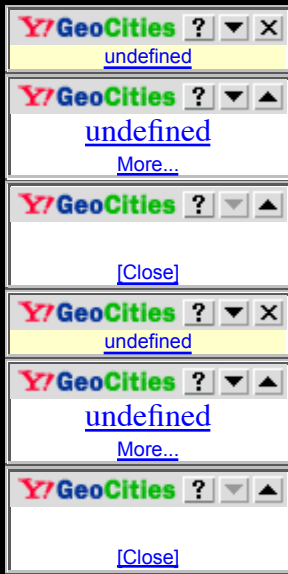 Y! GeoCities ?
undefined
Y! GeoCities ?
undefined
More...
Y! GeoCities ?
[Close]
Y! GeoCities ?
undefined
Y! GeoCities ?
undefined
More...
Y! GeoCities ?
[Close]